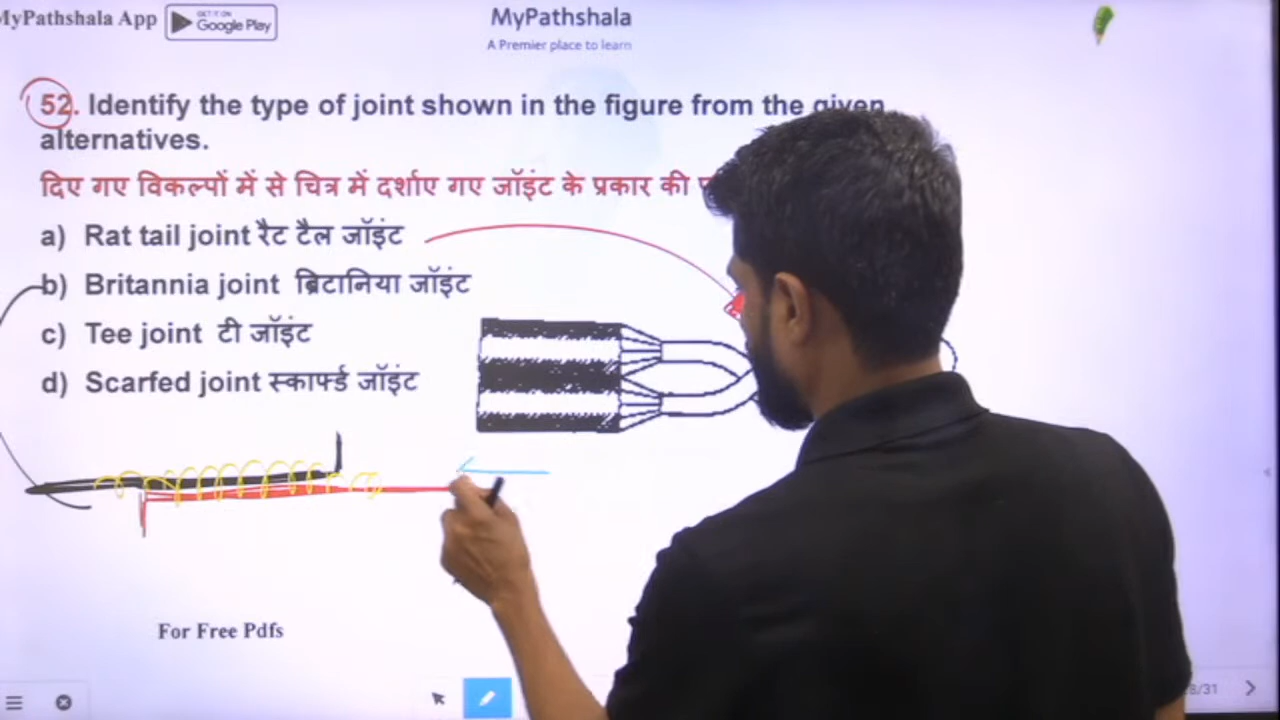 MyPathshala App
GET IT ON
Google Play
MyPathshala
A Premier place to learn
52. Identify the type of joint shown in the figure from the given
alternatives.
दिए गए विकल्पों में से चित्र में दर्शाए गए जॉइंट के प्रकार की
a) Rat tail joint रैट टैल जॉइंट
b) Britannia joint ब्रिटानिया जॉइंट
c) Tee joint टी जॉइंट
d) Scarfed joint स्कार्फ्ड जॉइंट
For Free Pdfs
8/31